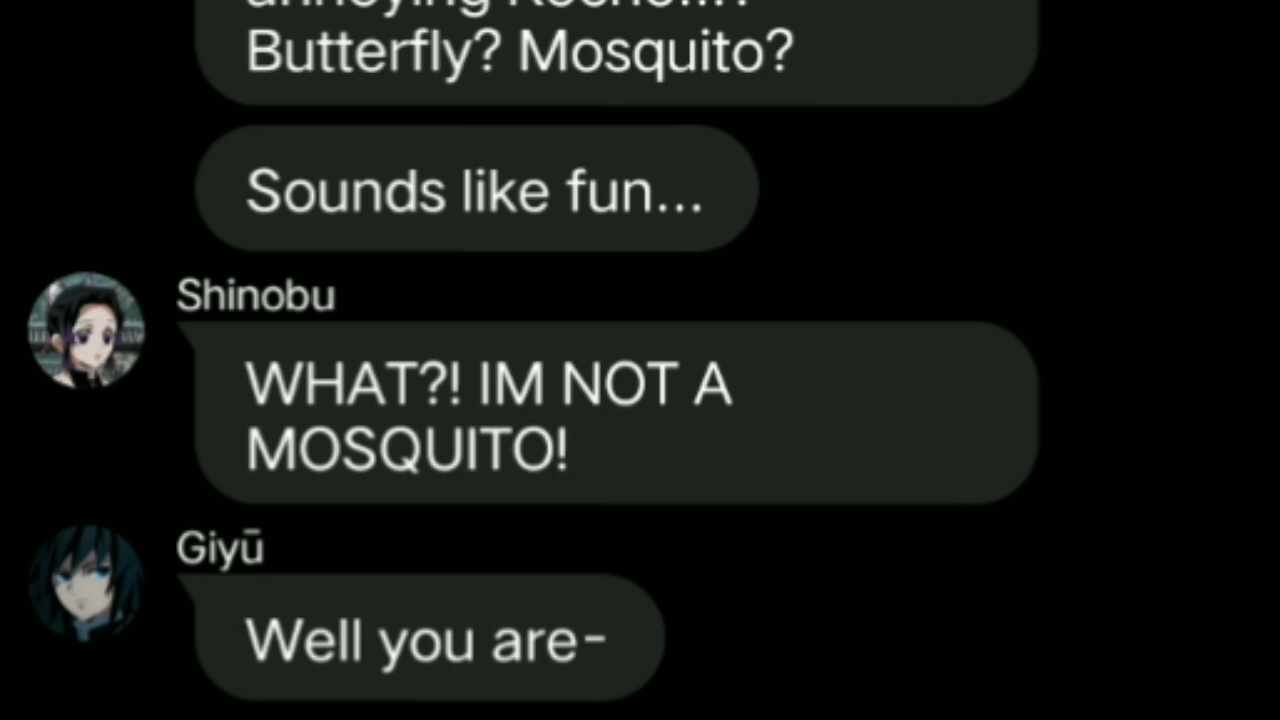 Butterfly? Mosquito?
Sounds like fun...
Shinobu
WHAT?! IM NOT A
MOSQUITO!
Giyū
Well you are-